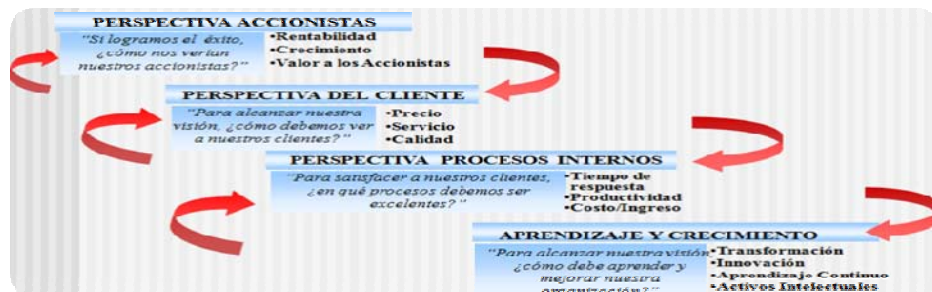 PERSPECTIVA ACCIONISTAS
"Si logramos el éxito,
¿cómo nos verían
nuestros accionistas?"
•Rentabilidad
•Crecimiento
•Valor a los Accionistas
PERSPECTIVA DEL CLIENTE
"Para alcanzar nuestra
visión, ¿cómo debemos ver
a nuestros clientes?"
•Precio
•Servicio
•Calidad
PERSPECTIVA PROCESOS INTERNOS
"Para satisfacer a nuestros clientes,
¿en qué procesos debemos ser
excelentes?"
•Tiempo de
respuesta
•Productividad
•Costo/Ingreso
APRENDIZAJE Y CRECIMIENTO
"Para alcanzar nuestra visión,
¿cómo debe aprender y
mejorar nuestra
organización?"
•Transformación
•Innovación
•Aprendizaje Continuo
•Activos Intelectuales